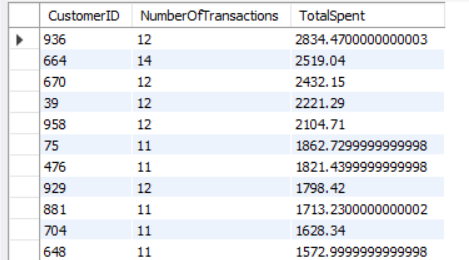 CustomerID NumberOfTransactions TotalSpent
936 12 2834.4700000000003
664 14 2519.04
670 12 2432.15
39 12 2221.29
958 12 2104.71
75 11 1862.7299999999998
476 11 1821.4399999999998
929 12 1798.42
881 11 1713.2300000000002
704 11 1628.34
648 11 1572.9999999999998